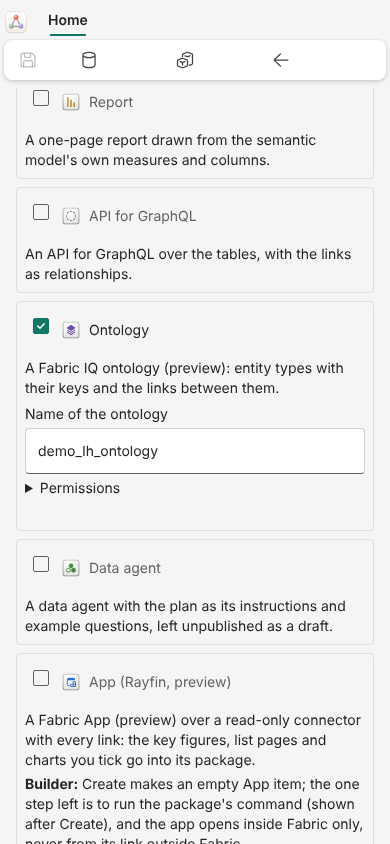 Home
Report
A one-page report drawn from the semantic
model's own measures and columns.
API for GraphQL
An API for GraphQL over the tables, with the links
as relationships.
Ontology
A Fabric IQ ontology (preview): entity types with
their keys and the links between them.
Name of the ontology
demo_lh_ontology
Permissions
Data agent
A data agent with the plan as its instructions and
example questions, left unpublished as a draft.
App (Rayfin, preview)
A Fabric App (preview) over a read-only connector
with every link: the key figures, list pages and
charts you tick go into its package.
Builder: Create makes an empty App item; the one
step left is to run the package's command (shown
after Create), and the app opens inside Fabric only,
never from its link outside Fabric.